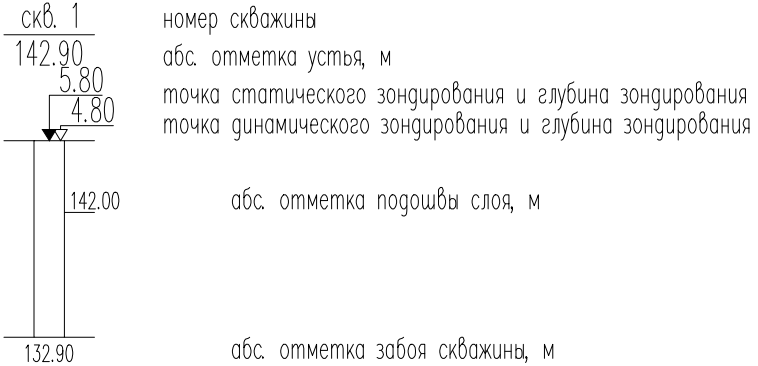 скв. 1 номер скважины
142.90 абс. отметка устья, м
5.80 точка статического зондирования и глубина зондирования
4.80 точка динамического зондирования и глубина зондирования
142.00 абс. отметка подошвы слоя, м
132.90 абс. отметка забоя скважины, м